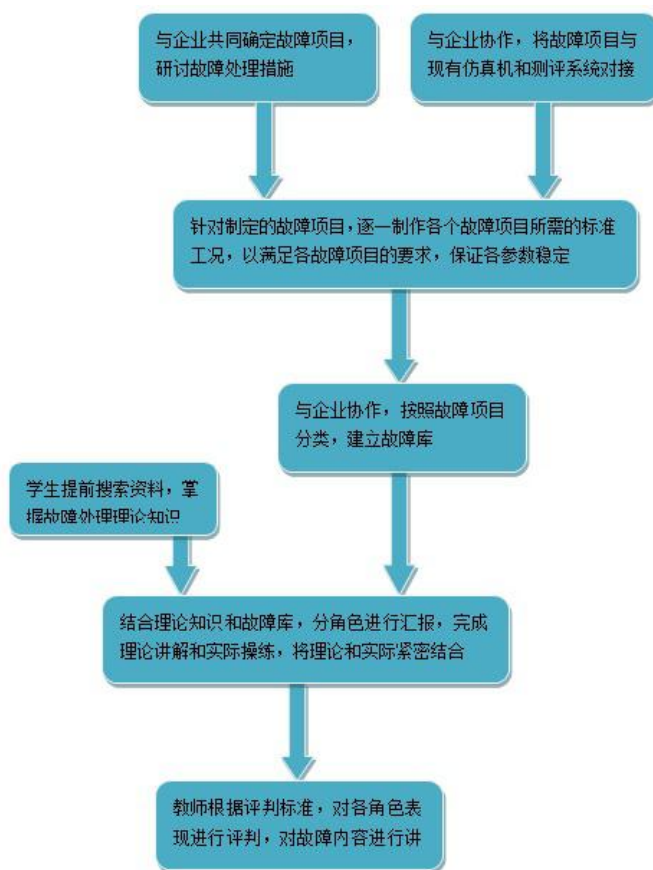 与企业共同确定故障项目，
研讨故障处理措施
与企业协作，将故障项目与
现有仿真机和测评系统对接
针对制定的故障项目，逐一制作各个故障项目所需的标准
工况，以满足各故障项目的要求，保证各参数稳定
与企业协作，按照故障项目
分类，建立故障库
学生提前搜索资料，掌
握故障处理理论知识
结合理论知识和故障库，分角色进行汇报，完成
理论讲解和实际操练，将理论和实际紧密结合
教师根据评判标准，对各角色表
现进行评判，对故障内容进行讲